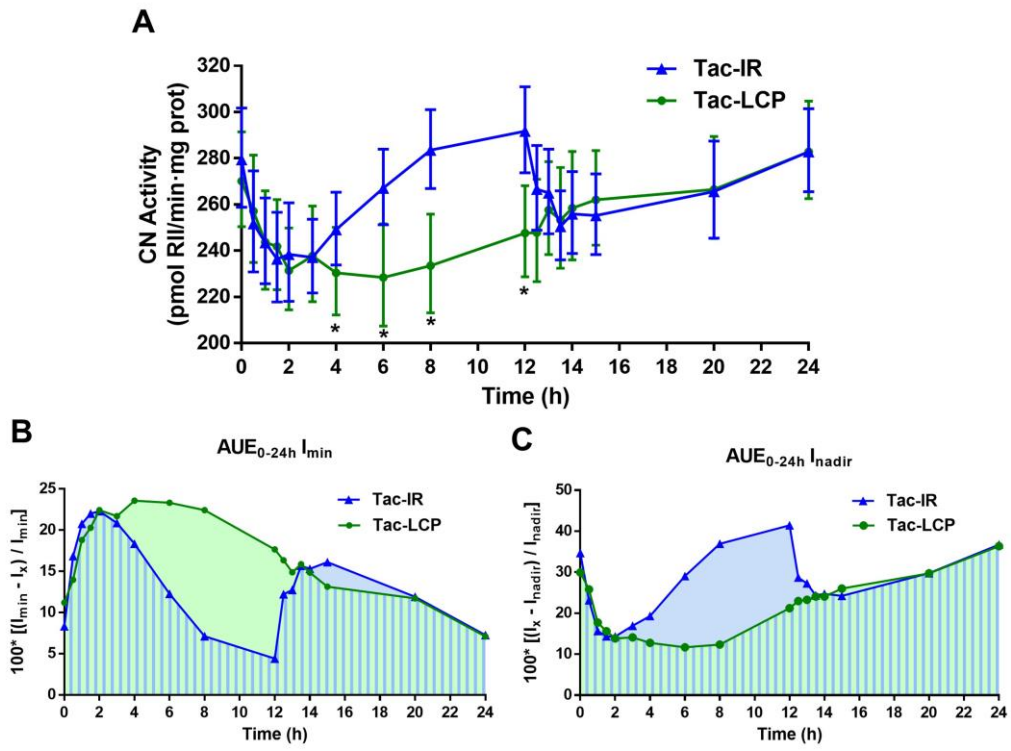 A
CN Activity
(pmol RII/min·mg prot)
320
300
280
260
240
220
200
Tac-IR
Tac-LCP
*
*
*
*
0 2 4 6 8 10 12 14 16 18 20 22 24
Time (h)
B
AUE0-24h Imin
100* [(Imin - Ix) / Imin]
25
20
15
10
5
0
Tac-IR
Tac-LCP
0 2 4 6 8 10 12 14 16 18 20 22 24
Time (h)
C
AUE0-24h Inadir
100* [(Ix - Inadir) / Inadir]
50
40
30
20
10
0
Tac-IR
Tac-LCP
0 2 4 6 8 10 12 14 16 18 20 22 24
Time (h)